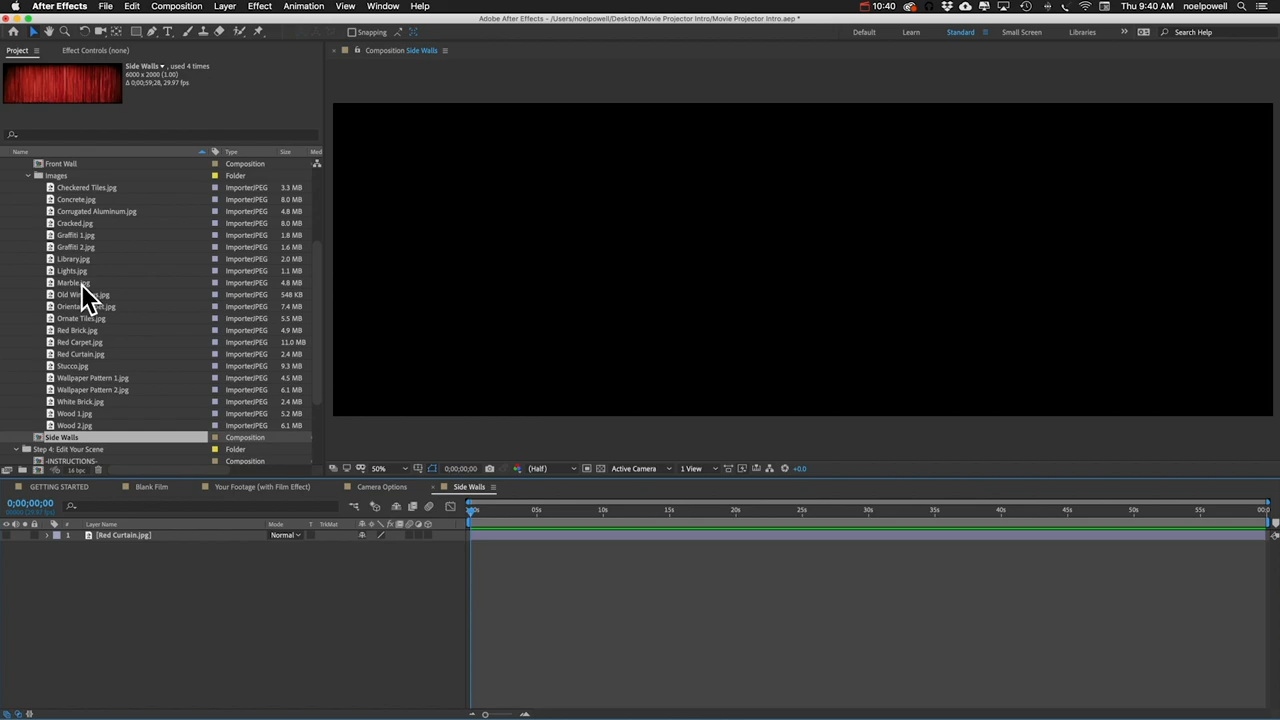 After Effects File Edit Composition Layer Effect Animation View Window Help
10:40 Thu 9:40 AM noelpowell
Adobe After Effects - /Users/noelpowell/Desktop/Movie Projector Intro/Movie Projector Intro.aep *
Snapping Default Learn Standard Small Screen Libraries Search Help
Project Effect Controls (none) Composition Side Walls
Side Walls , used 4 times
6000 x 2000 (1.00)
Δ 0;00;59;28, 29.97 fps
Name Type Size Med
Front Wall Composition
Images Folder
Checkered Tiles.jpg ImporterJPEG 3.3 MB
Concrete.jpg ImporterJPEG 8.0 MB
Corrugated Aluminum.jpg ImporterJPEG 4.8 MB
Cracked.jpg ImporterJPEG 8.0 MB
Graffiti 1.jpg ImporterJPEG 1.8 MB
Graffiti 2.jpg ImporterJPEG 1.6 MB
Library.jpg ImporterJPEG 2.0 MB
Lights.jpg ImporterJPEG 1.1 MB
Marble.jpg ImporterJPEG 4.8 MB
Old .jpg ImporterJPEG 548 KB
ImporterJPEG 7.4 MB
Ornate Tiles.jpg ImporterJPEG 5.5 MB
Red Brick.jpg ImporterJPEG 4.9 MB
Red Carpet.jpg ImporterJPEG 11.0 MB
Red Curtain.jpg ImporterJPEG 2.4 MB
Stucco.jpg ImporterJPEG 9.3 MB
Wallpaper Pattern 1.jpg ImporterJPEG 4.5 MB
Wallpaper Pattern 2.jpg ImporterJPEG 6.1 MB
White Brick.jpg ImporterJPEG 2.4 MB
Wood 1.jpg ImporterJPEG 5.2 MB
Wood 2.jpg ImporterJPEG 6.1 MB
Side Walls Composition
Step 4: Edit Your Scene Folder
-INSTRUCTIONS- Composition
16 bpc 50% 0;00;00;00 (Half) Active Camera 1 View +0.0
GETTING STARTED Blank Film Your Footage (with Film Effect) Camera Options Side Walls
0;00;00;00
05s 10s 15s 20s 25s 30s 35s 40s 45s 50s 55s
# Layer Name Mode T TrkMat
1 [Red Curtain.jpg] Normal